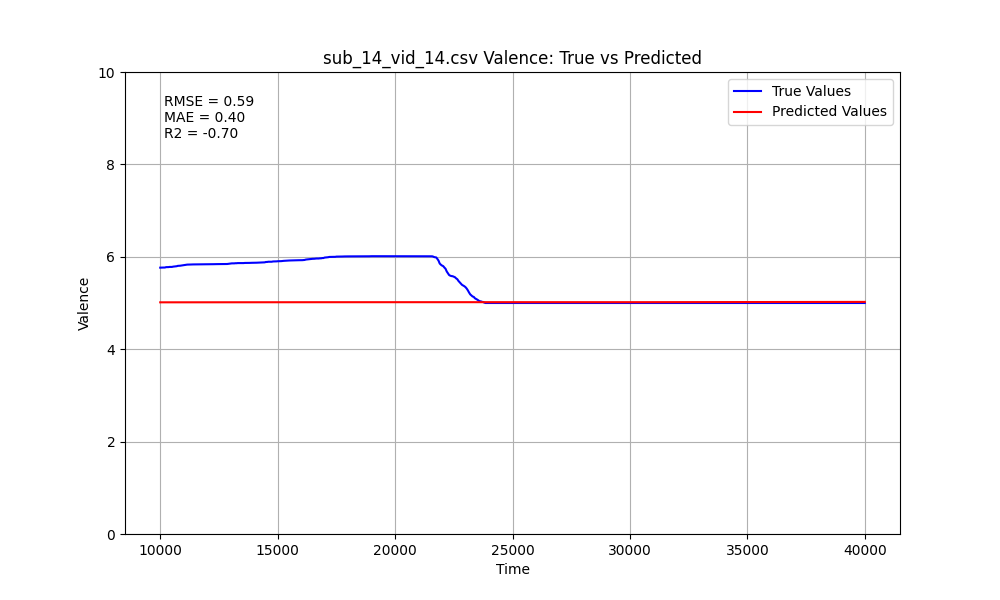 sub_14_vid_14.csv Valence: True vs Predicted
RMSE = 0.59
MAE = 0.40
R2 = -0.70
True Values
Predicted Values
Valence
10
8
6
4
2
0
10000
15000
20000
25000
30000
35000
40000
Time